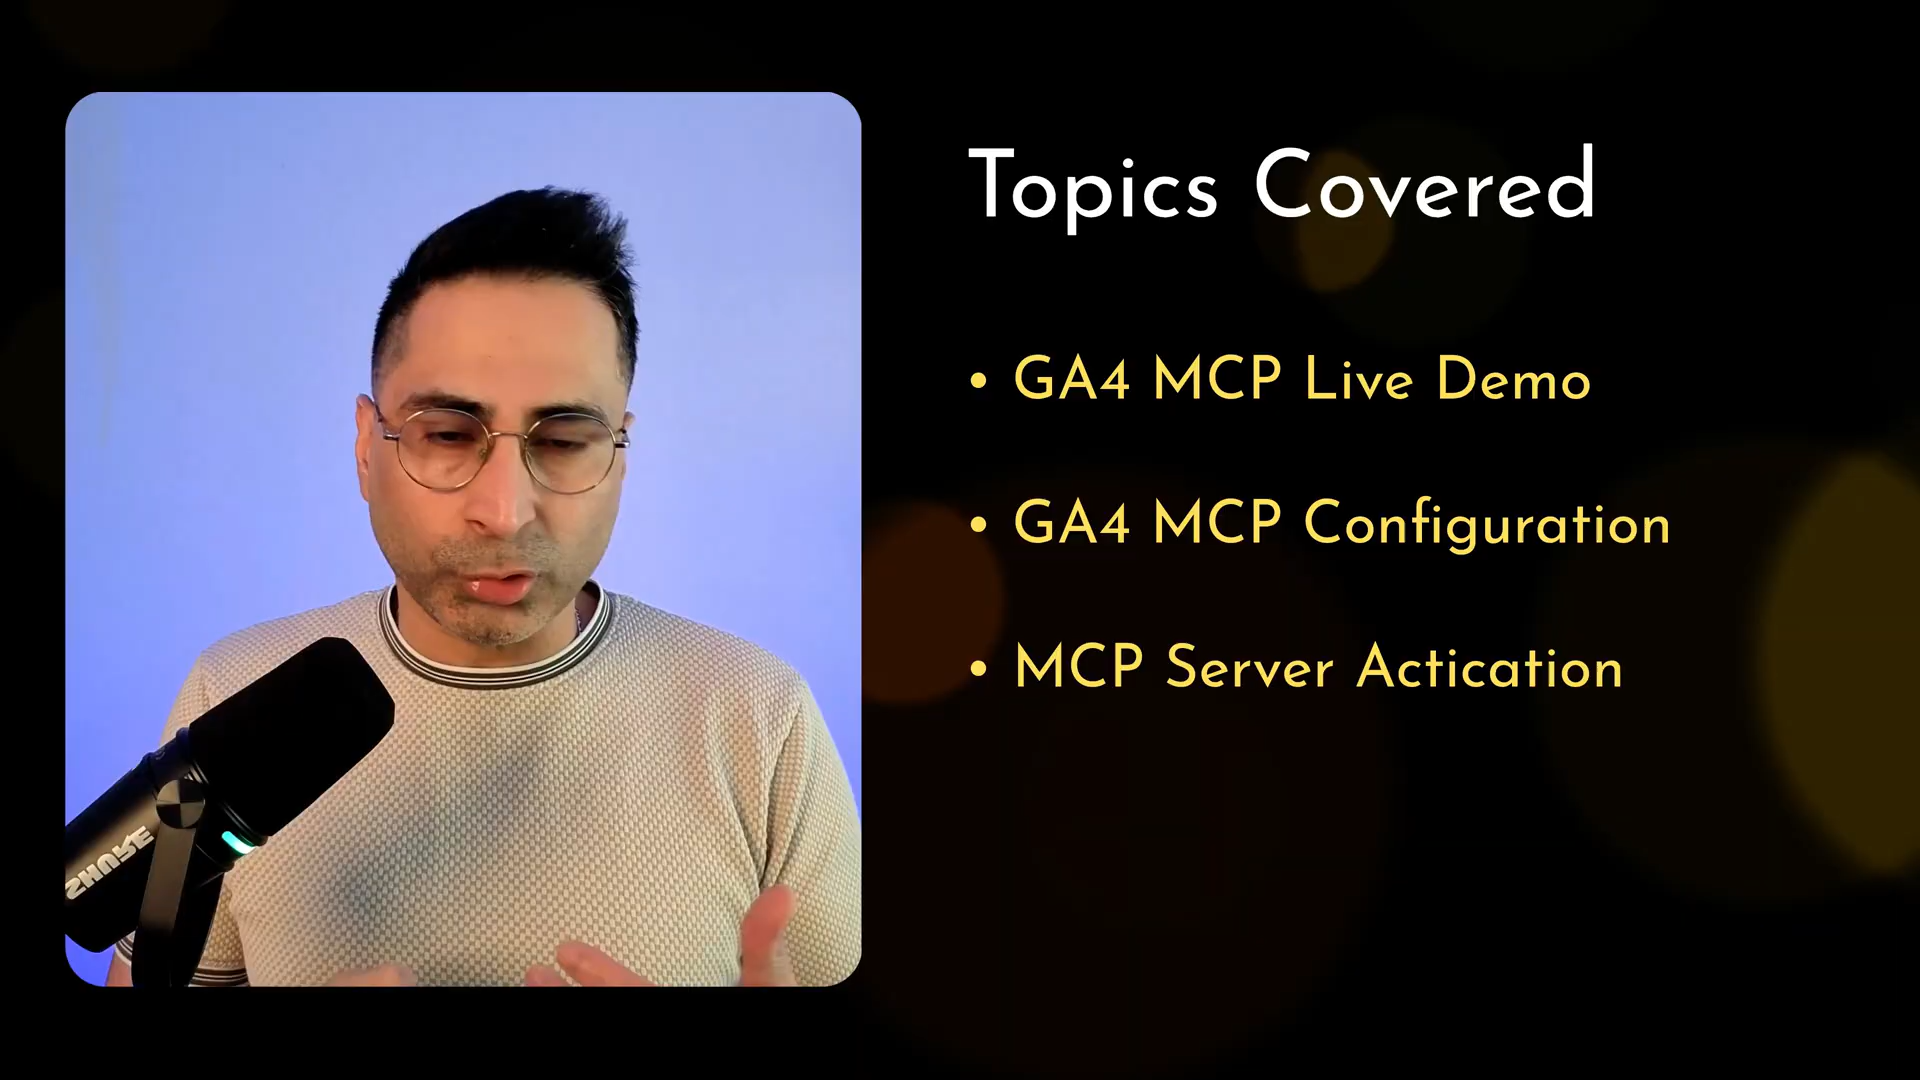 Topics Covered
• GA4 MCP Live Demo
• GA4 MCP Configuration
• MCP Server Actication
SHURE